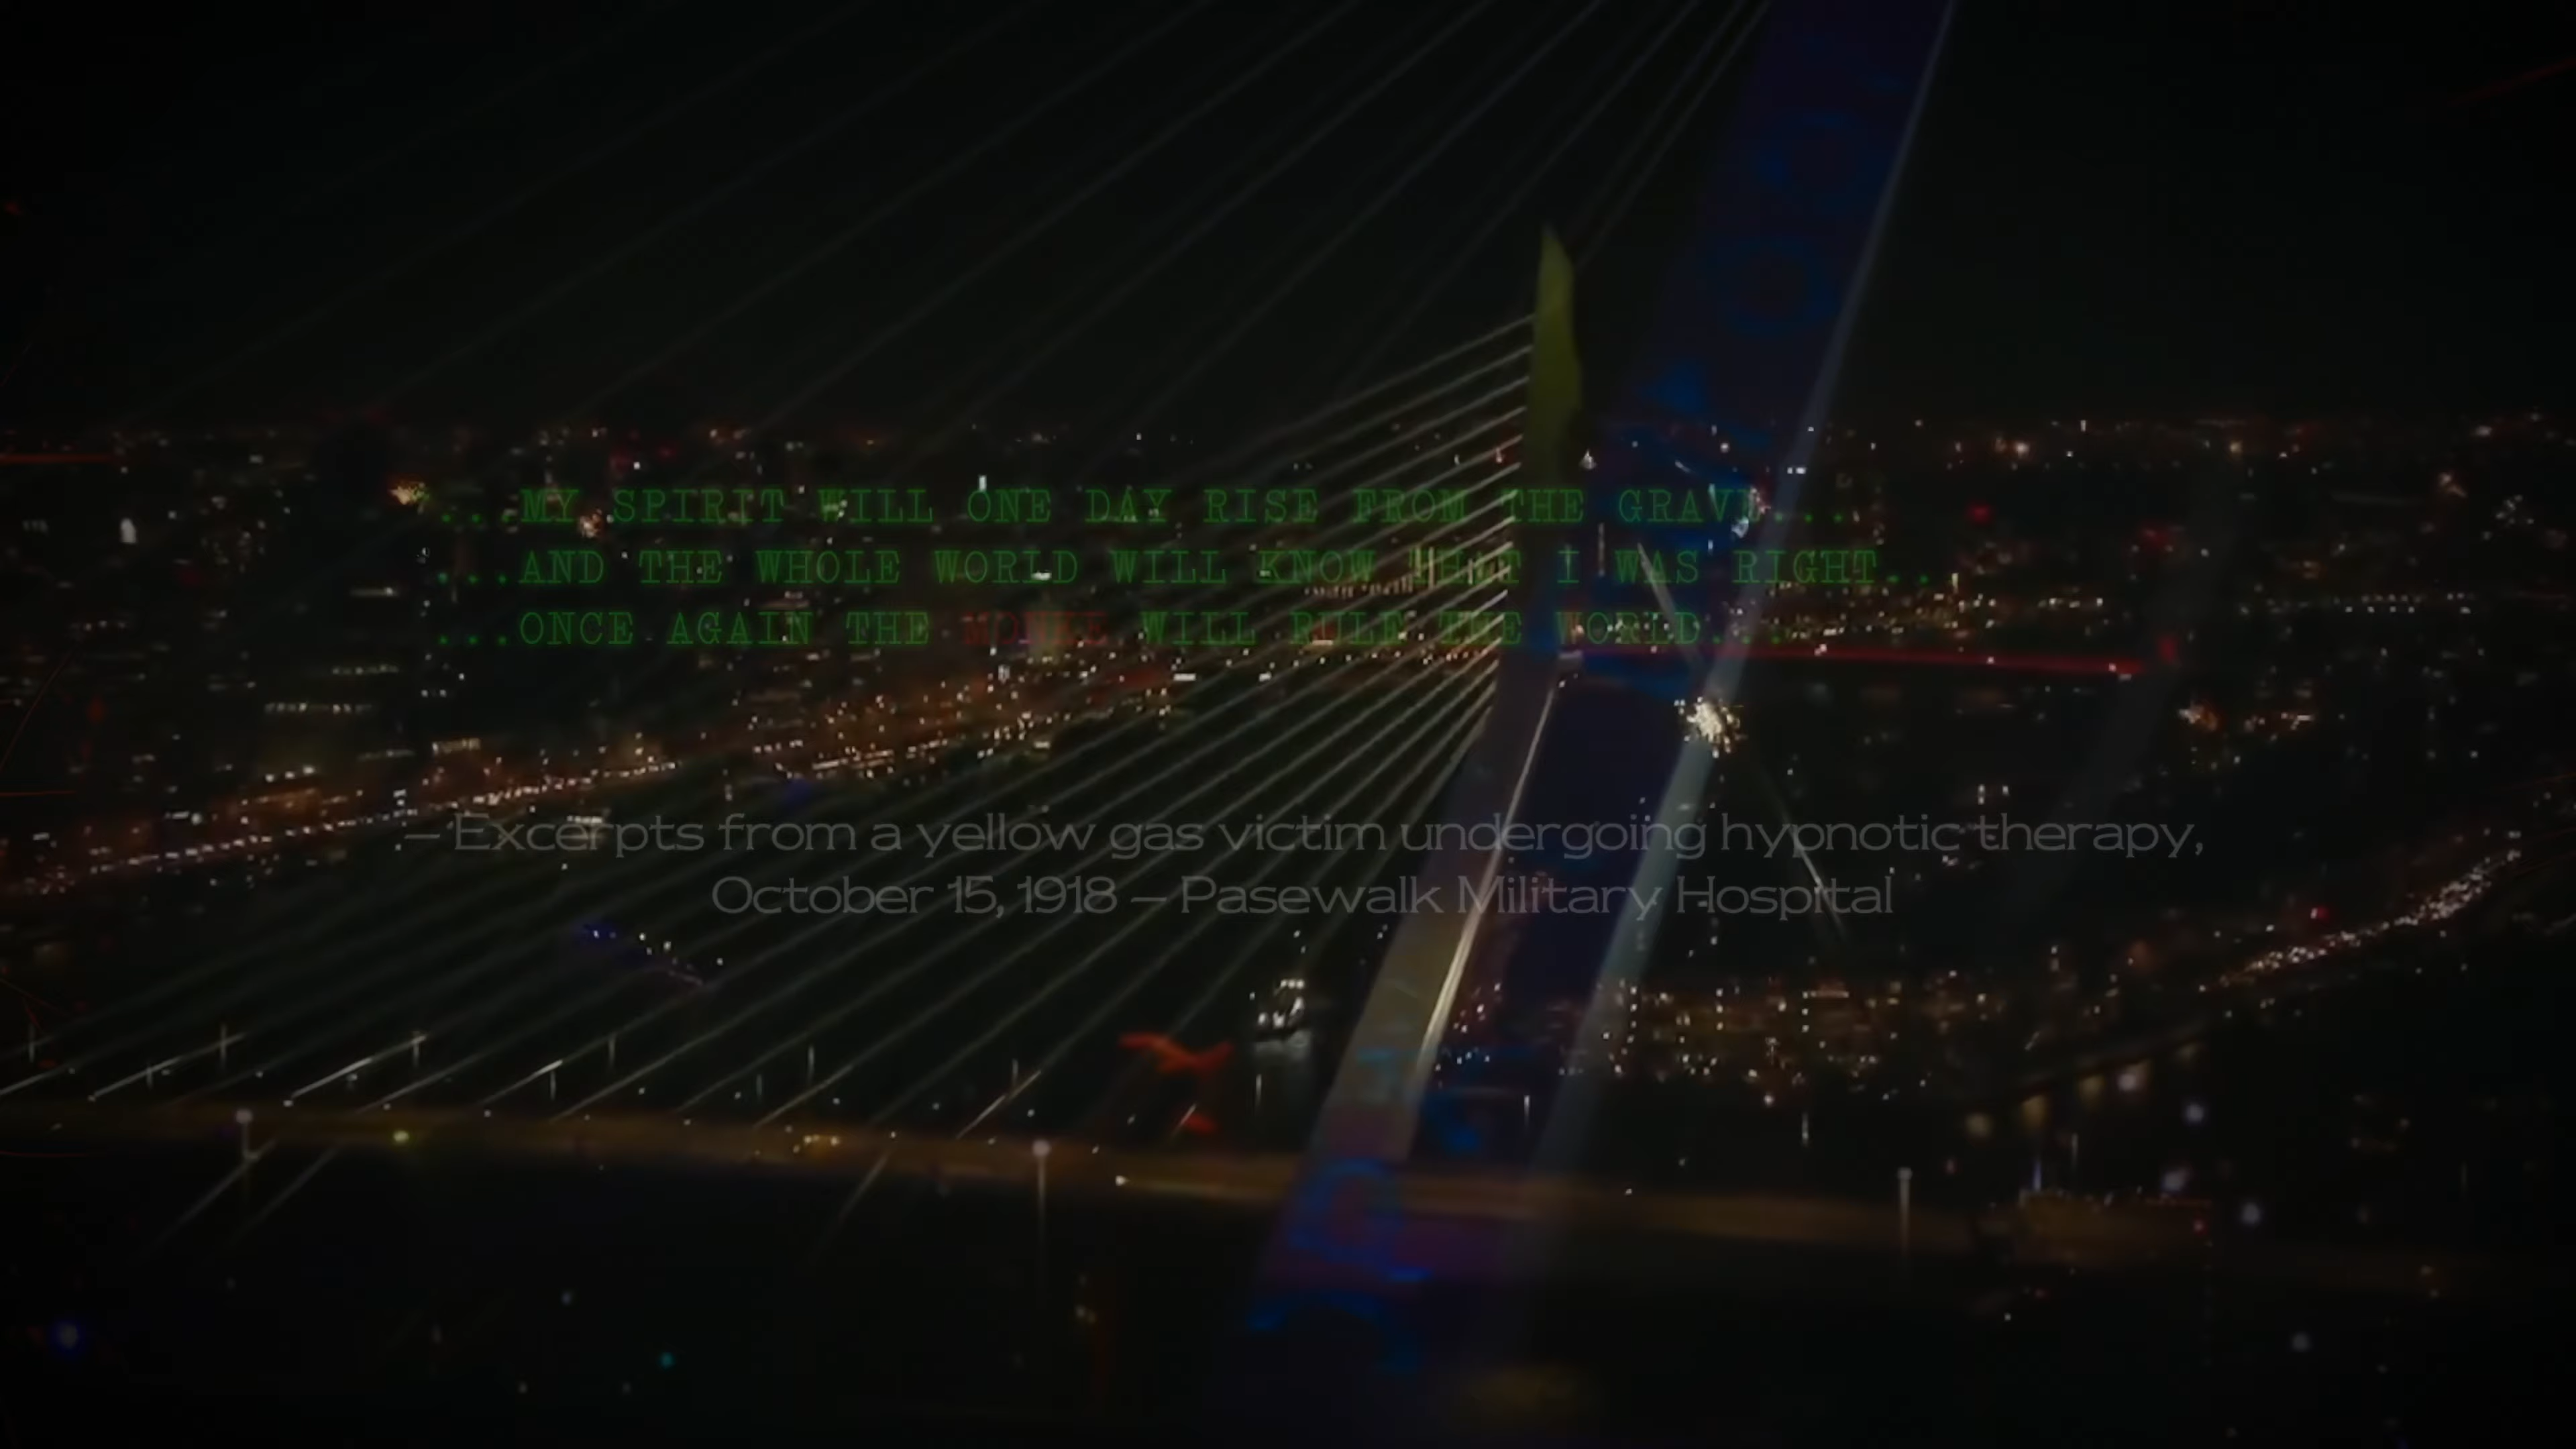 ...MY SPIRIT WILL ONE DAY RISE FROM THE GRAVE...
...AND THE WHOLE WORLD WILL KNOW THAT I WAS RIGHT...
...ONCE AGAIN THE WILL RULE THE WORLD...
– Excerpts from a yellow gas victim undergoing hypnotic therapy,
October 15, 1918 – Pasewalk Military Hospital